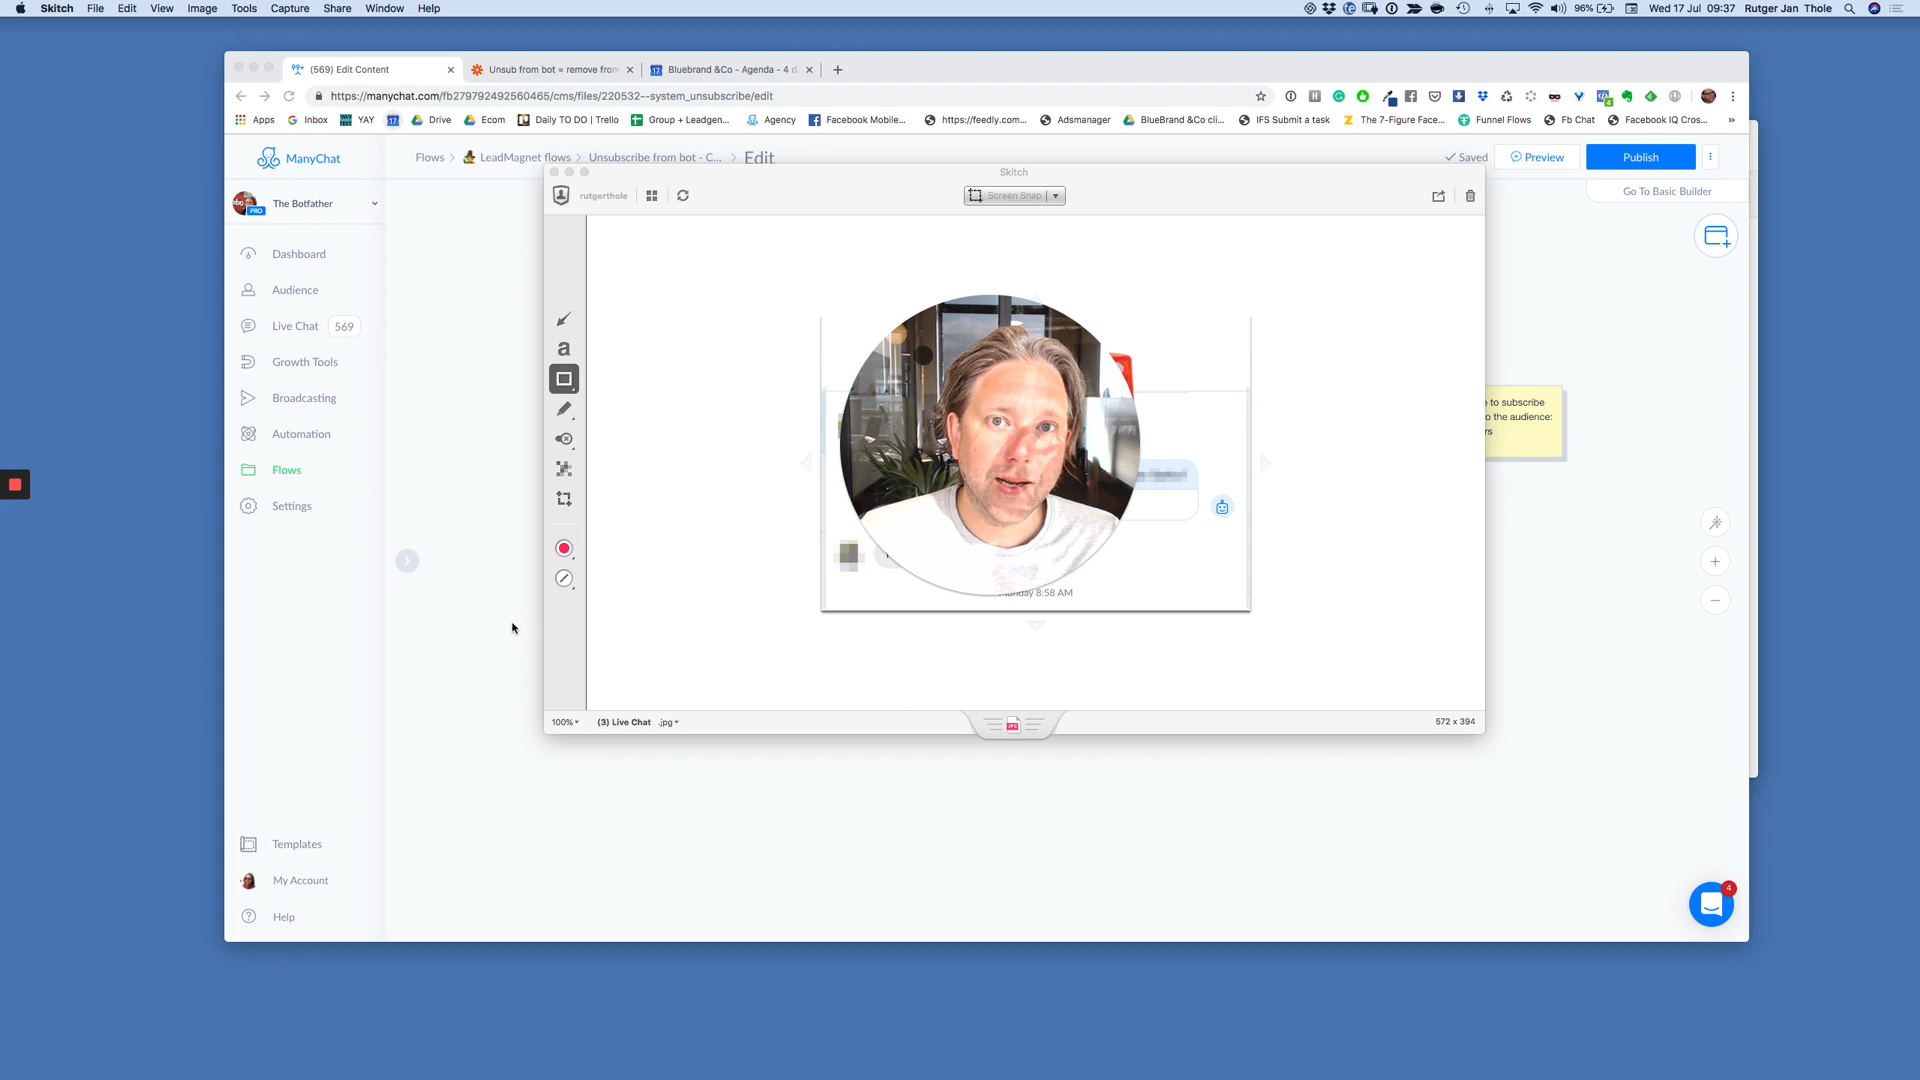 Skitch File Edit View Image Tools Capture Share Window Help
96% Wed 17 Jul 09:37 Rutger Jan Thole
(569) Edit Content
Unsub from bot = remove from
Bluebrand &Co - Agenda - 4 d
https://manychat.com/fb279792492560465/cms/files/220532--system_unsubscribe/edit
Apps Inbox YAY Drive Ecom Daily TO DO | Trello Group + Leadgen... Agency Facebook Mobile... https://feedly.com... Adsmanager BlueBrand &Co cli... IFS Submit a task The 7-Figure Face... Funnel Flows Fb Chat Facebook IQ Cros... »
ManyChat
Flows LeadMagnet flows Unsubscribe from bot - C... Edit
Saved Preview Publish
Go To Basic Builder
The Botfather
PRO
Dashboard
Audience
Live Chat 569
Growth Tools
Broadcasting
Automation
Flows
Settings
Templates
My Account
Help
Skitch
rutgerthole
Screen Snap
a
e to subscribe
o the audience:
rs
Monday 8:58 AM
100% (3) Live Chat .jpg 572 x 394
JPG
4